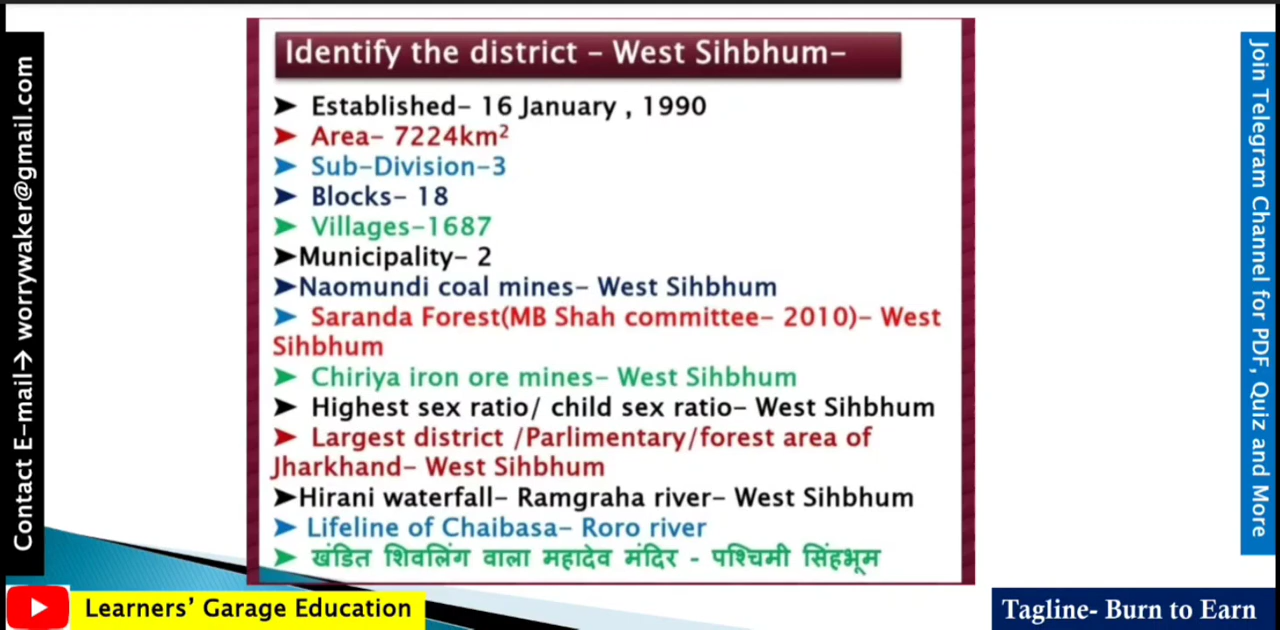 Identify the district - West Sihbhum-
➤ Established- 16 January , 1990
➤ Area- 7224km²
➤ Sub-Division-3
➤ Blocks- 18
➤ Villages-1687
➤Municipality- 2
➤Naomundi coal mines- West Sihbhum
➤ Saranda Forest(MB Shah committee- 2010)- West
Sihbhum
➤ Chiriya iron ore mines- West Sihbhum
➤ Highest sex ratio/ child sex ratio- West Sihbhum
➤ Largest district /Parlimentary/forest area of
Jharkhand- West Sihbhum
➤Hirani waterfall- Ramgraha river- West Sihbhum
➤ Lifeline of Chaibasa- Roro river
➤ खंडित शिवलिंग वाला महादेव मंदिर - पश्चिमी सिंहभूम
Contact E-mail→ worrywaker@gmail.com
Join Telegram Channel for PDF, Quiz and More
Learners' Garage Education
Tagline- Burn to Earn